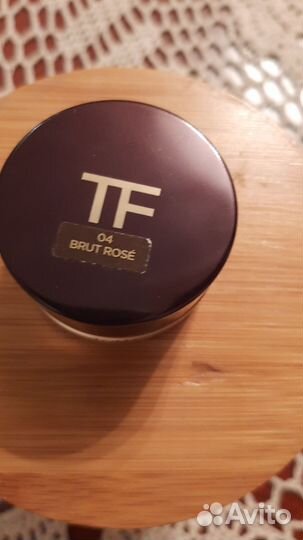 TF
04
BRUT ROSÉ
Avito